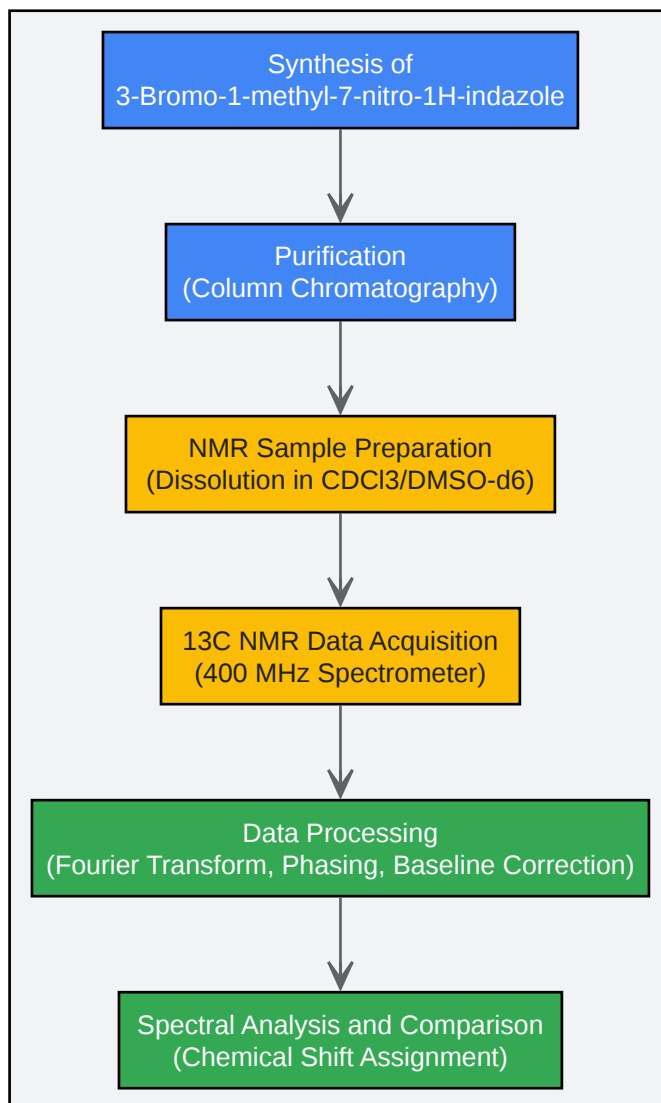 Synthesis of
3-Bromo-1-methyl-7-nitro-1H-indazole
Purification
(Column Chromatography)
NMR Sample Preparation
(Dissolution in CDCl3/DMSO-d6)
13C NMR Data Acquisition
(400 MHz Spectrometer)
Data Processing
(Fourier Transform, Phasing, Baseline Correction)
Spectral Analysis and Comparison
(Chemical Shift Assignment)